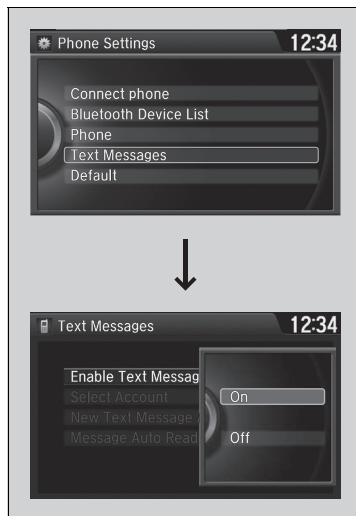 Phone Settings 12:34
Connect phone
Bluetooth Device List
Phone
Text Messages
Default
Text Messages 12:34
Enable Text Messag
Select Account
New Text Message
Message Auto Read
On
Off